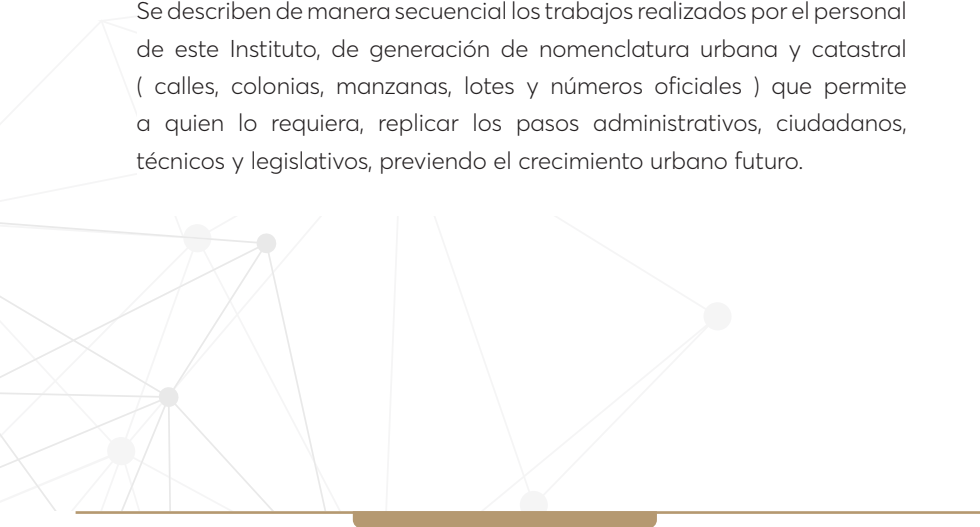 Se describen de manera secuencial los trabajos realizados por el personal
de este Instituto, de generación de nomenclatura urbana y catastral
( calles, colonias, manzanas, lotes y números oficiales ) que permite
a quien lo requiera, replicar los pasos administrativos, ciudadanos,
técnicos y legislativos, previendo el crecimiento urbano futuro.